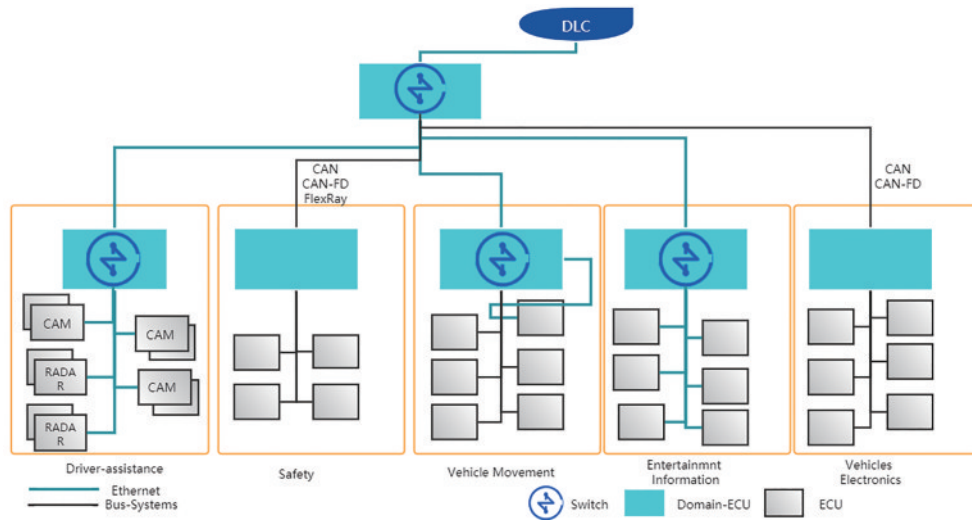 DLC
CAN
CAN-FD
FlexRay
CAN
CAN-FD
CAM
CAM
RADA
R
CAM
RADA
R
Driver-assistance
Safety
Vehicle Movement
Entertainmnt
Information
Vehicles
Electronics
Ethernet
Bus-Systems
Switch
Domain-ECU
ECU